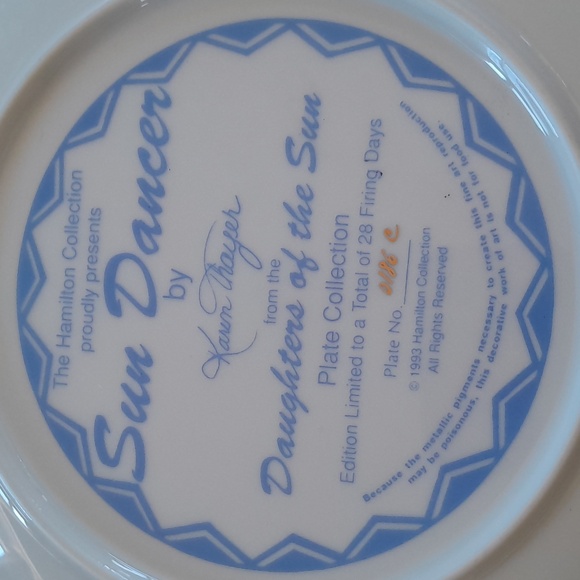 The Hamilton Collection
proudly presents
Sun Dancer
by
Karen Thayer
from the
Daughters of the Sun
Plate Collection
Edition Limited to a Total of 28 Firing Days
Plate No.
© 1993 Hamilton Collection
All Rights Reserved
Because the metallic pigments necessary to create this fine art reproduction
may be poisonous, this decorative work of art is not for food use.